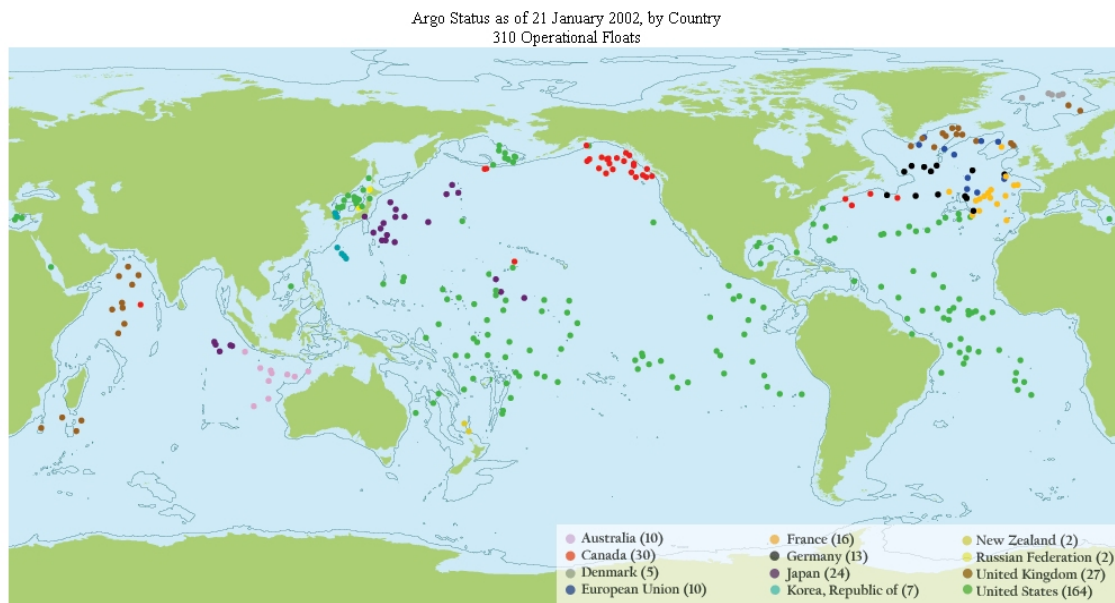 Argo Status as of 21 January 2002, by Country
310 Operational Floats
Australia (10)
Canada (30)
Denmark (5)
European Union (10)
France (16)
Germany (13)
Japan (24)
Korea, Republic of (7)
New Zealand (2)
Russian Federation (2)
United Kingdom (27)
United States (164)